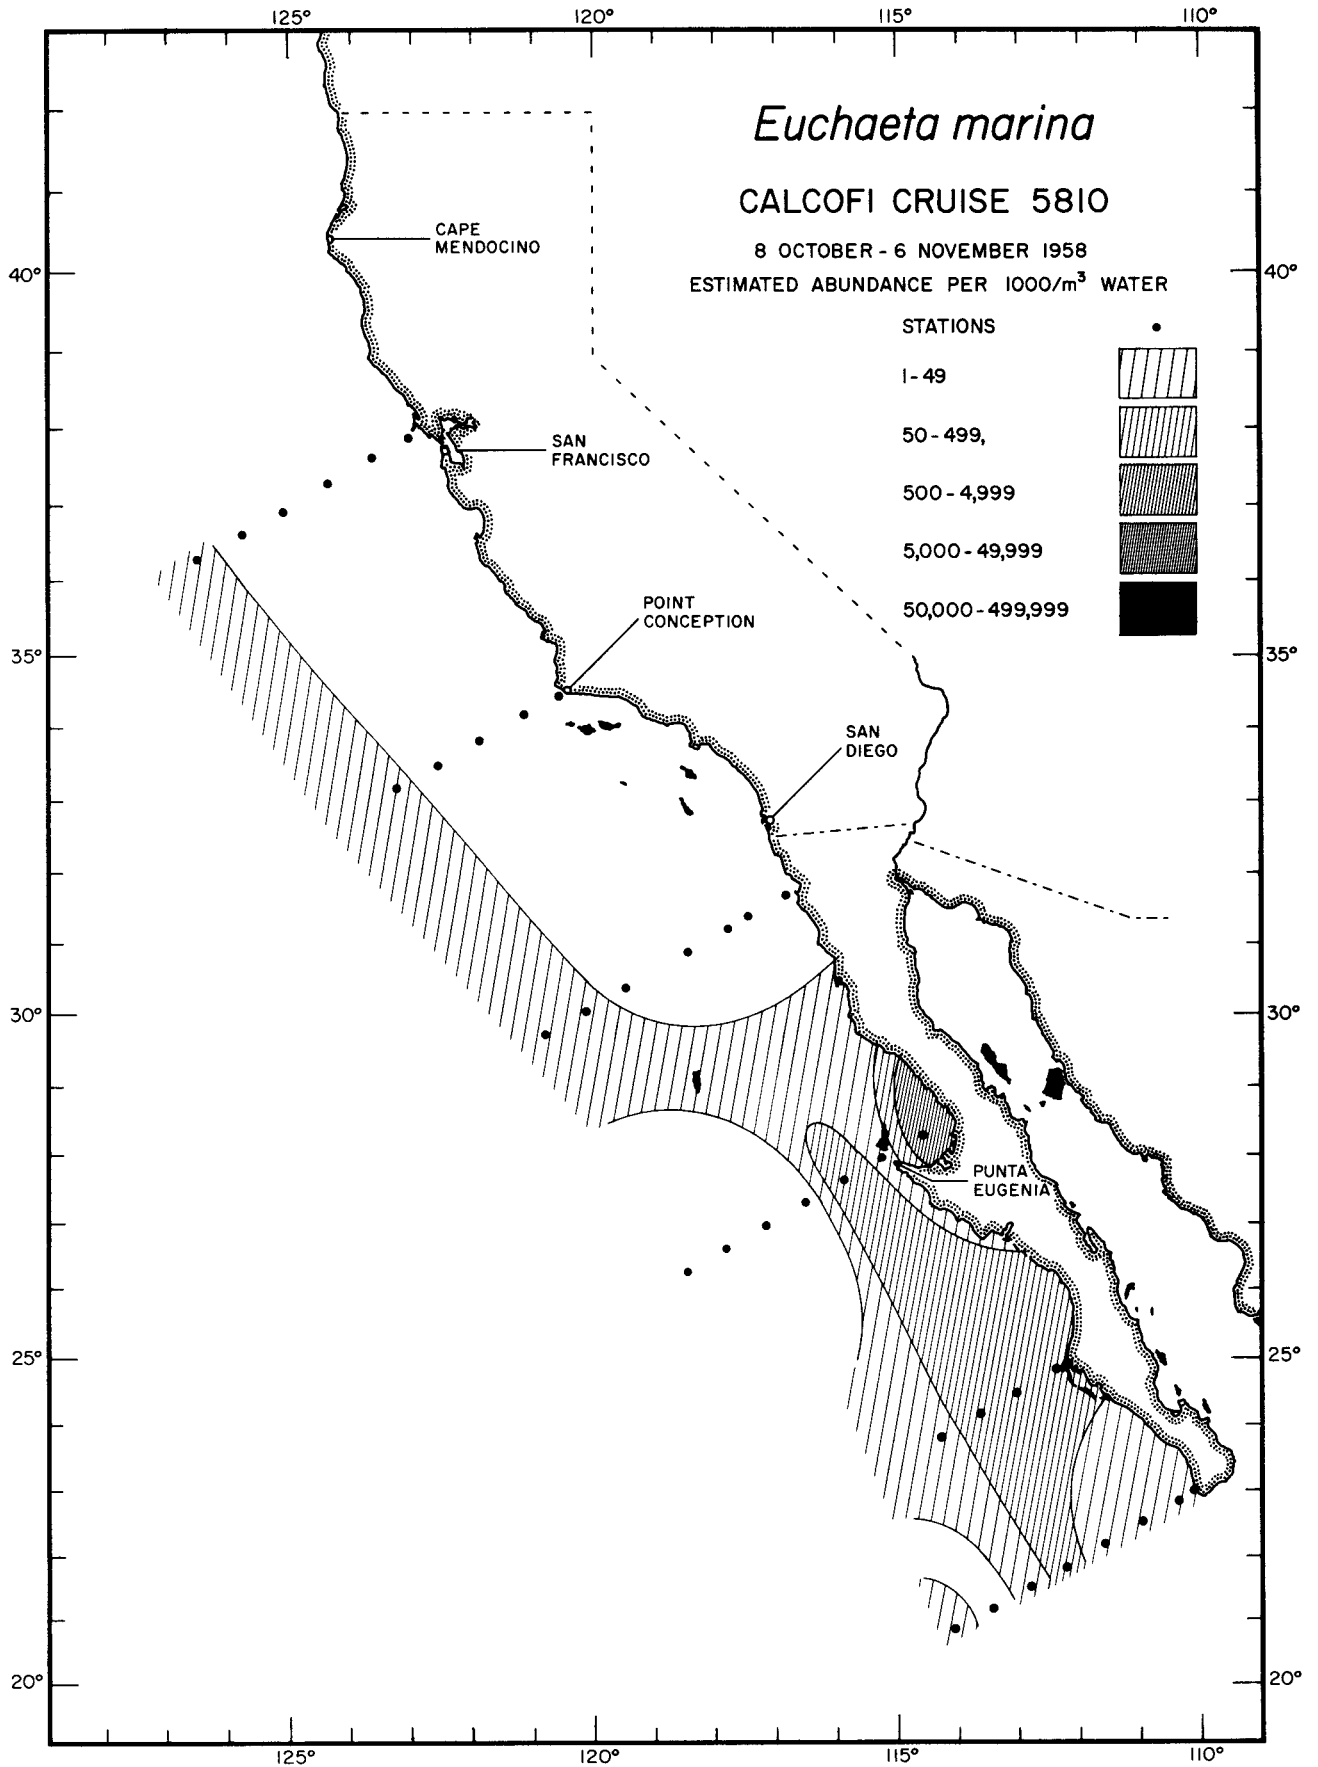 125° 120° 115° 110°
Euchaeta marina
CALCOFI CRUISE 5810
8 OCTOBER - 6 NOVEMBER 1958
ESTIMATED ABUNDANCE PER 1000/m³ WATER
STATIONS
1-49
50-499,
500-4,999
5,000-49,999
50,000-499,999
CAPE
MENDOCINO
40° 40°
SAN
FRANCISCO
POINT
CONCEPTION
35° 35°
SAN
DIEGO
30° 30°
PUNTA
EUGENIA
25° 25°
20° 20°
125° 120° 115° 110°